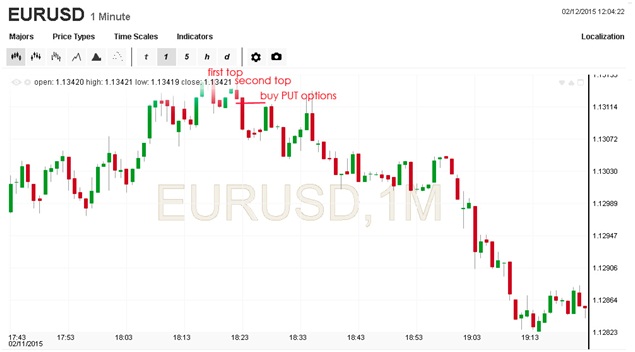 EURUSD 1 Minute
02/12/2015 12:04:22
Majors Price Types Time Scales Indicators Localization
t 1 5 h d
first top
open: 1.13420 high: 1.13421 low: 1.13419 close: 1.13421 second top
buy PUT options
1.13155
1.13114
1.13072
1.13030
1.12989
EURUSD,1M
1.12947
1.12906
1.12864
1.12823
17:43 17:53 18:03 18:13 18:23 18:33 18:43 18:53 19:03 19:13
02/11/2015